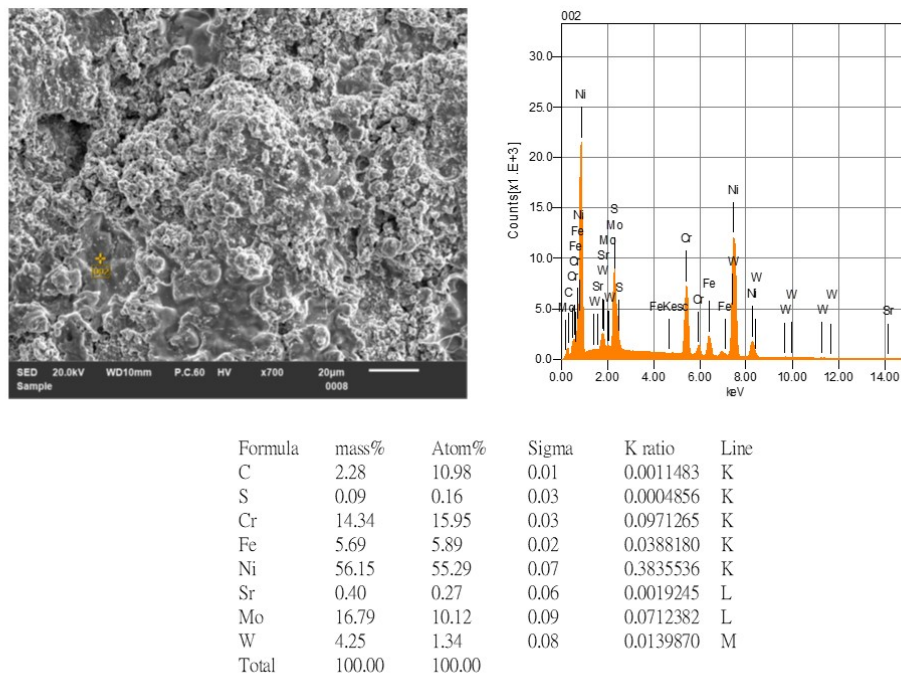 002
Counts[x1.E+3]
30.0
25.0
20.0
15.0
10.0
5.0
0.0
Ni
Ni
Fe
Fe
Cr
Cr
C
Mo
S
Mo
Mo
Sr
W
Sr
W
W
S
FeKesc
Cr
Cr
Fe
Fe
Ni
W
W
Ni
W
W
W
W
Sr
0.00 2.00 4.00 6.00 8.00 10.00 12.00 14.00
keV
002
SED 20.0kV WD10mm P.C.60 HV x700 20μm
Sample 0008
Formula mass% Atom% Sigma K ratio Line
C 2.28 10.98 0.01 0.0011483 K
S 0.09 0.16 0.03 0.0004856 K
Cr 14.34 15.95 0.03 0.0971265 K
Fe 5.69 5.89 0.02 0.0388180 K
Ni 56.15 55.29 0.07 0.3835536 K
Sr 0.40 0.27 0.06 0.0019245 L
Mo 16.79 10.12 0.09 0.0712382 L
W 4.25 1.34 0.08 0.0139870 M
Total 100.00 100.00